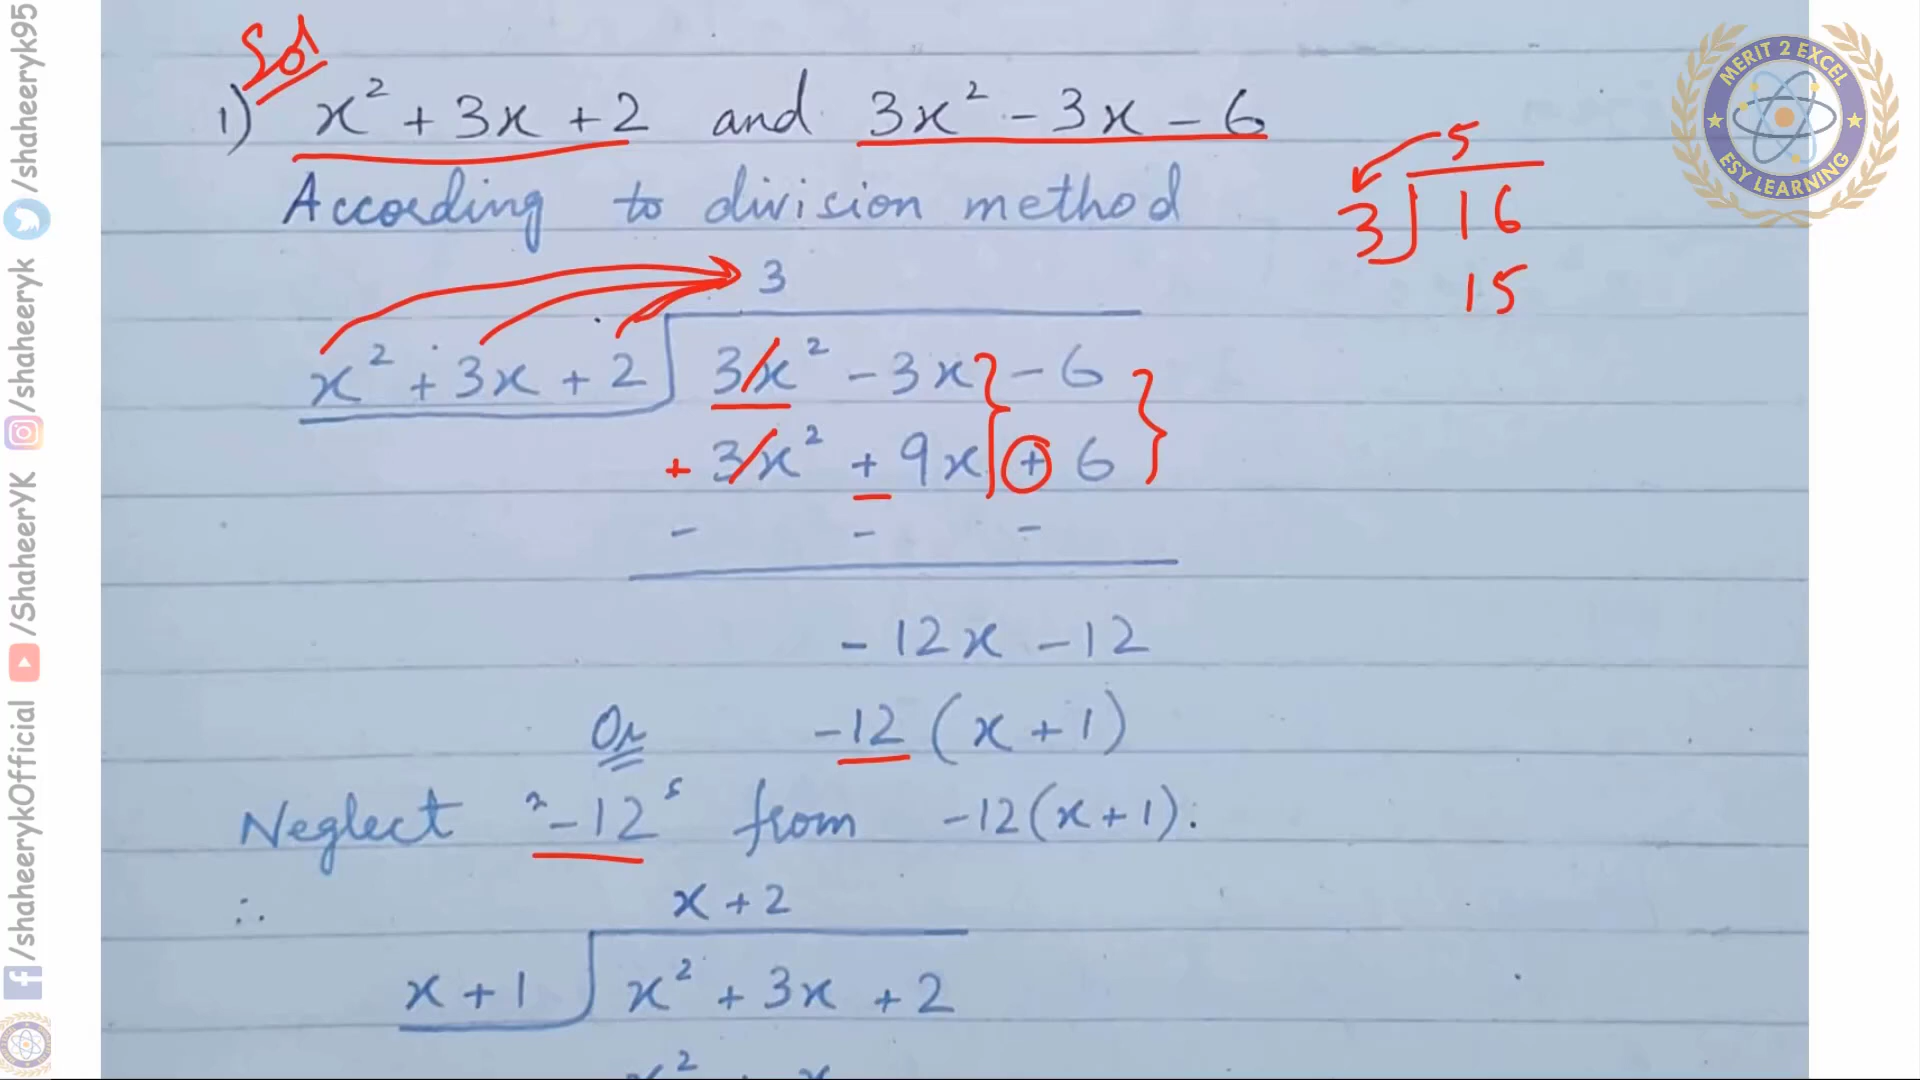 Sol
1) x² + 3x + 2 and 3x² - 3x - 6
According to division method
5
3 16
15
3
x² + 3x + 2 3x² - 3x - 6
+ 3x² + 9x + 6
- - -
-12x - 12
Or -12 (x + 1)
Neglect "-12" from -12(x + 1).
∴ x + 2
x + 1 x² + 3x + 2
x² + x
MERIT 2 EXCEL
ESY LEARNING
/shaheerykOfficial /ShaheerYK /shaheeryk /shaheeryk95